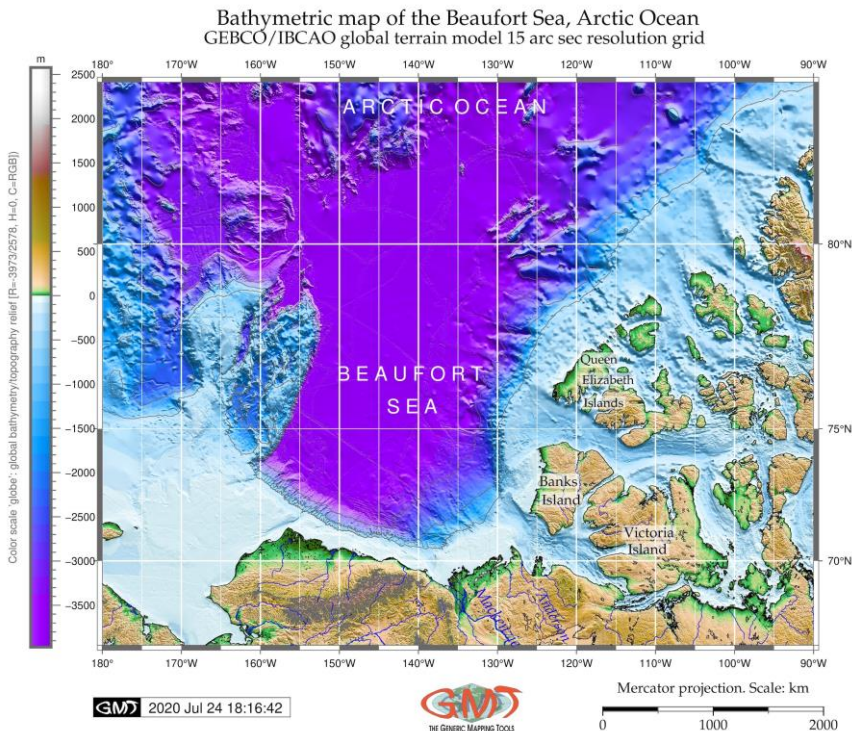 Bathymetric map of the Beaufort Sea, Arctic Ocean
GEBCO/IBCAO global terrain model 15 arc sec resolution grid
m
2500
2000
1500
1000
500
0
−500
−1000
−1500
−2000
−2500
−3000
−3500
Color scale 'globe': global bathymetry/topography relief [R=-3973/2578, H=0, C=RGB])
180° 170°W 160°W 150°W 140°W 130°W 120°W 110°W 100°W 90°W
ARCTIC OCEAN
80°N
Queen
Elizabeth
Islands
BEAUFORT
SEA
75°N
Banks
Island
Victoria
Island
70°N
Mackenzie
Anderson
180° 170°W 160°W 150°W 140°W 130°W 120°W 110°W 100°W 90°W
GMT 2020 Jul 24 18:16:42
GMT
THE GENERIC MAPPING TOOLS
Mercator projection. Scale: km
0 1000 2000